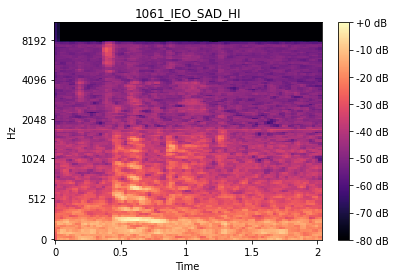 1061_IEO_SAD_HI
Hz
8192
4096
2048
1024
512
0
0
0.5
1
1.5
2
Time
+0 dB
-10 dB
-20 dB
-30 dB
-40 dB
-50 dB
-60 dB
-70 dB
-80 dB